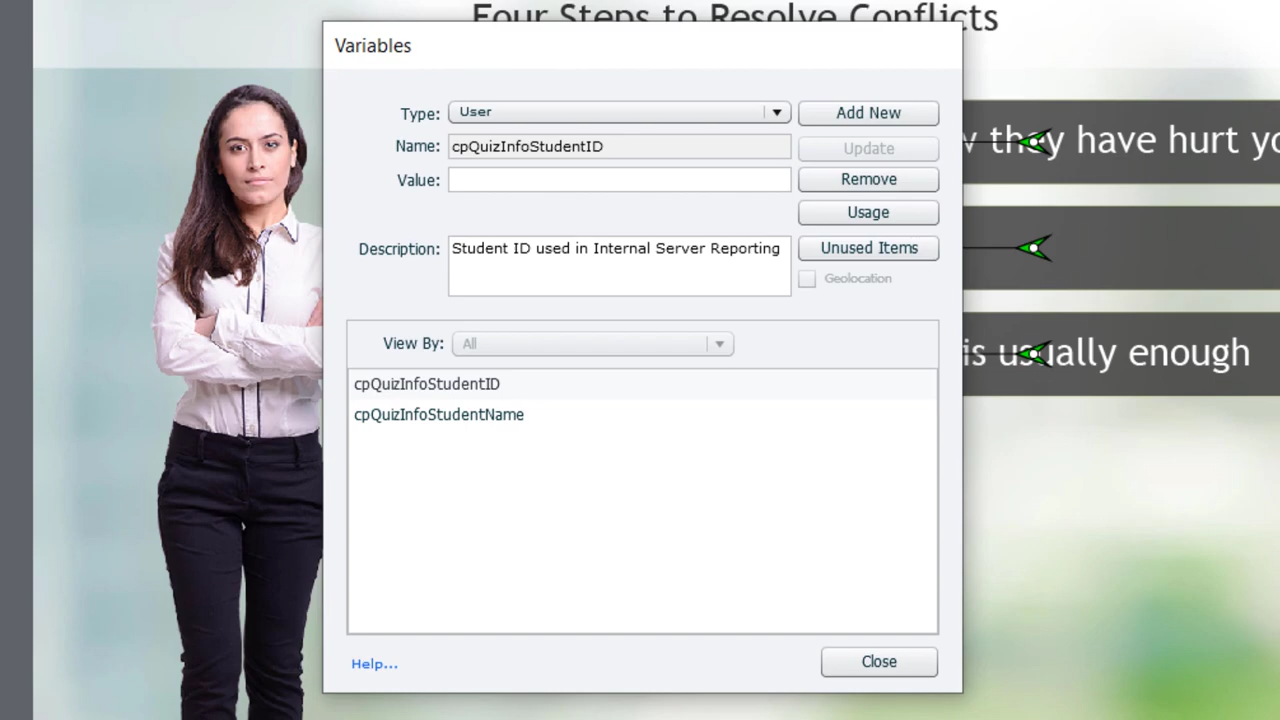 Four Steps to Resolve Conflicts
Variables
Type: User Add New
Name: cpQuizInfoStudentID Update
Value: Remove
Usage
Description: Student ID used in Internal Server Reporting Unused Items
Geolocation
View By: All
cpQuizInfoStudentID
cpQuizInfoStudentName
Help... Close
they have hurt
is usually enough